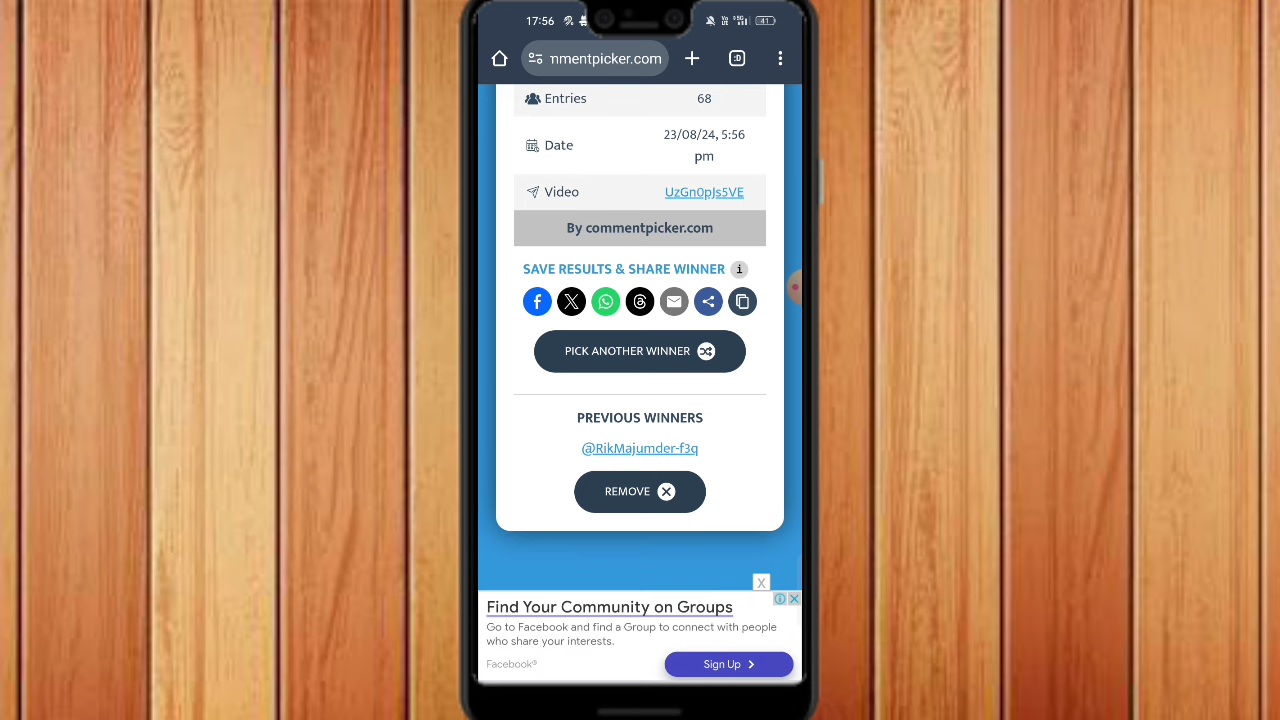 17:56 41
nmentpicker.com :D
Entries 68
Date 23/08/24, 5:56
pm
Video UzGn0pJs5VE
By commentpicker.com
SAVE RESULTS & SHARE WINNER i
PICK ANOTHER WINNER
PREVIOUS WINNERS
@RikMajumder-f3q
REMOVE
X
Find Your Community on Groups
Go to Facebook and find a Group to connect with people
who share your interests.
Facebook® Sign Up